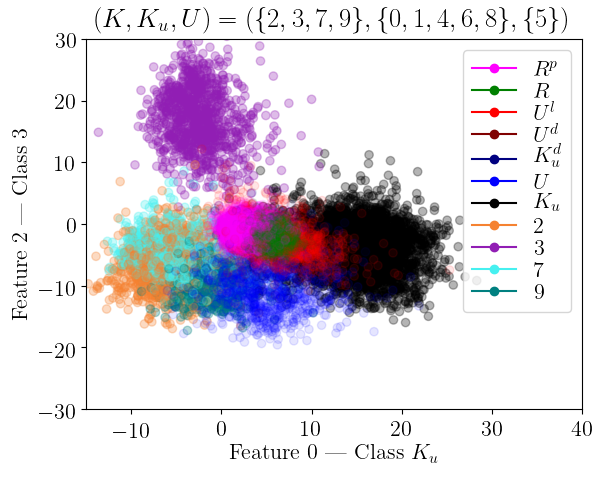 (K, K_u, U) = ({2, 3, 7, 9}, {0, 1, 4, 6, 8}, {5})
30
20
10
0
−10
−20
−30
Feature 2 — Class 3
R^p
R
U^l
U^d
K_u^d
U
K_u
2
3
7
9
−10
0
10
20
30
40
Feature 0 — Class K_u